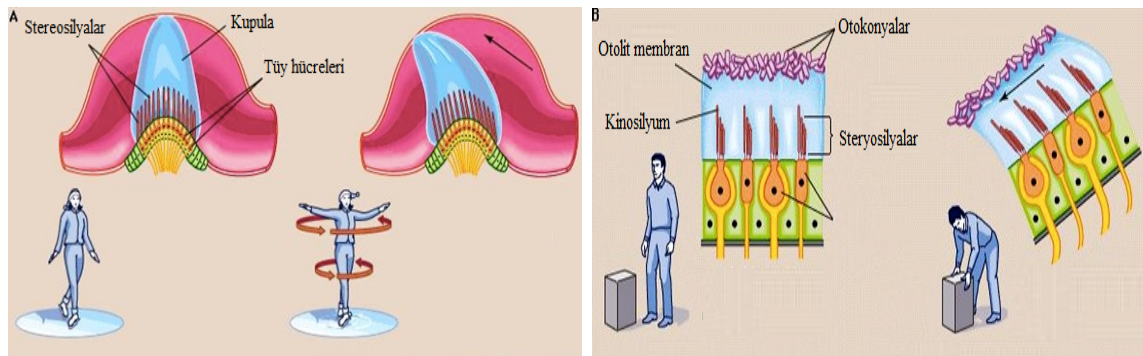 A
Stereosilyalar
Kupula
Tüy hücreleri
B
Otokonyalar
Otolit membran
Kinosilyum
Steryosilyalar